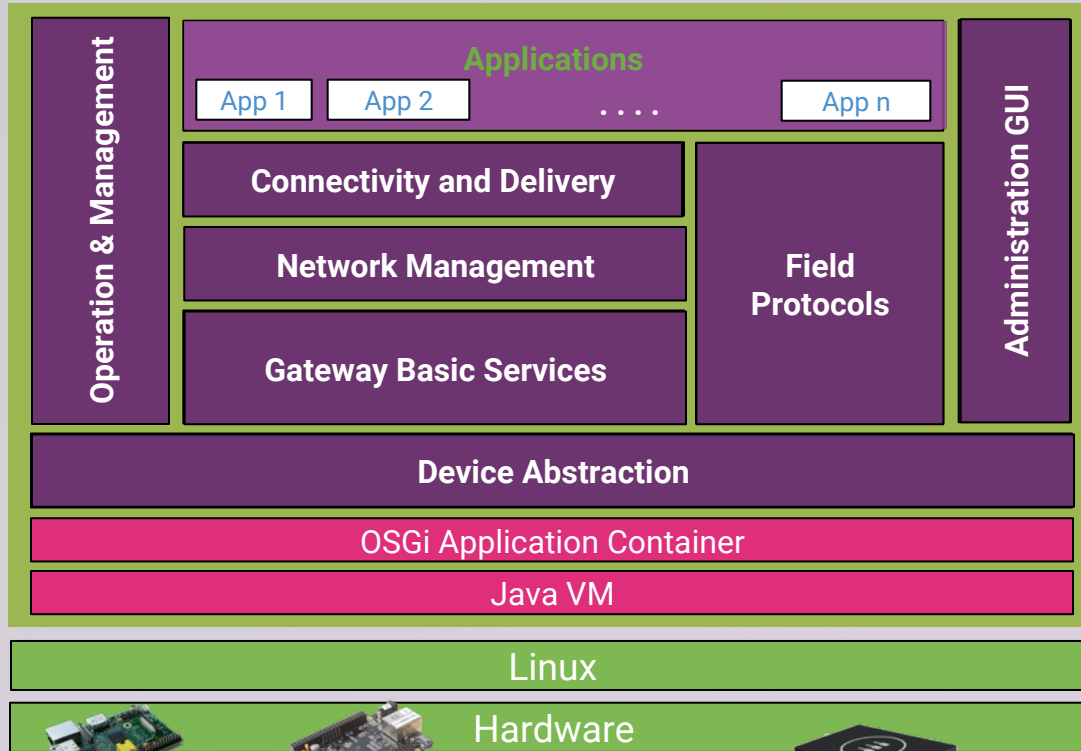 Operation & Management
Applications
App 1
App 2
. . . .
App n
Administration GUI
Connectivity and Delivery
Network Management
Gateway Basic Services
Field
Protocols
Device Abstraction
OSGi Application Container
Java VM
Linux
Hardware